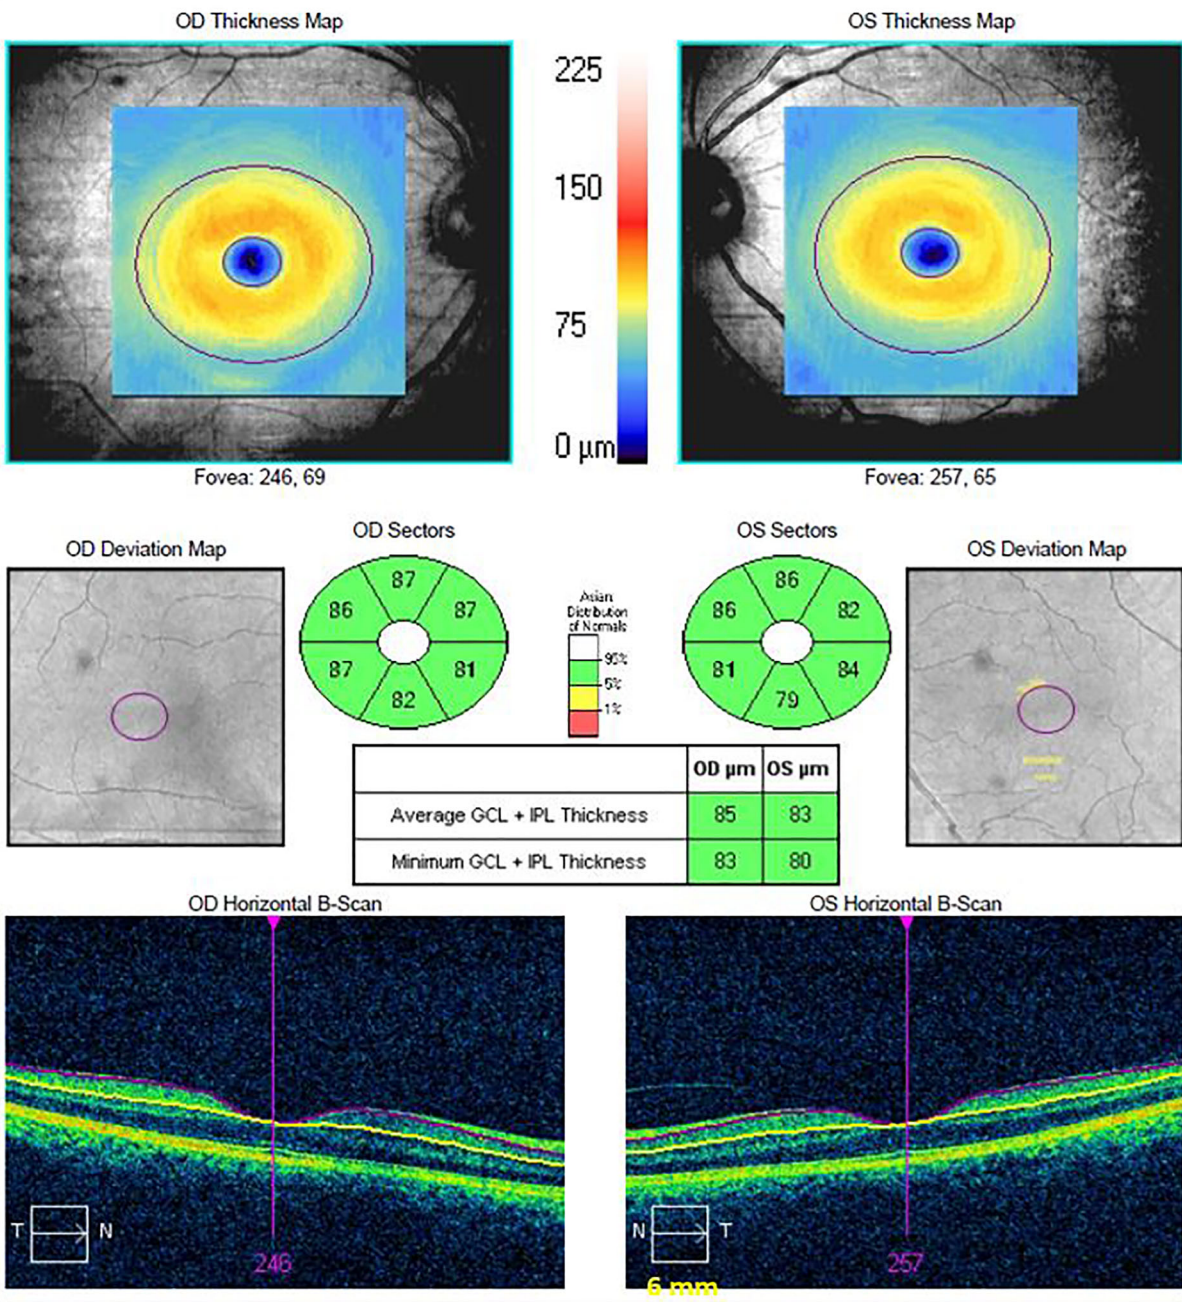 OD Thickness Map
OS Thickness Map
225
150
75
0 µm
Fovea: 246, 69
Fovea: 257, 65
OD Deviation Map
OD Sectors
OS Sectors
OS Deviation Map
87
86
87
87
81
82
Asian
Distribution
of Normals
95%
5%
1%
86
86
82
81
84
79
OD µm OS µm
Average GCL + IPL Thickness 85 83
Minimum GCL + IPL Thickness 83 80
OD Horizontal B-Scan
OS Horizontal B-Scan
T N
246
N T
257
6 mm